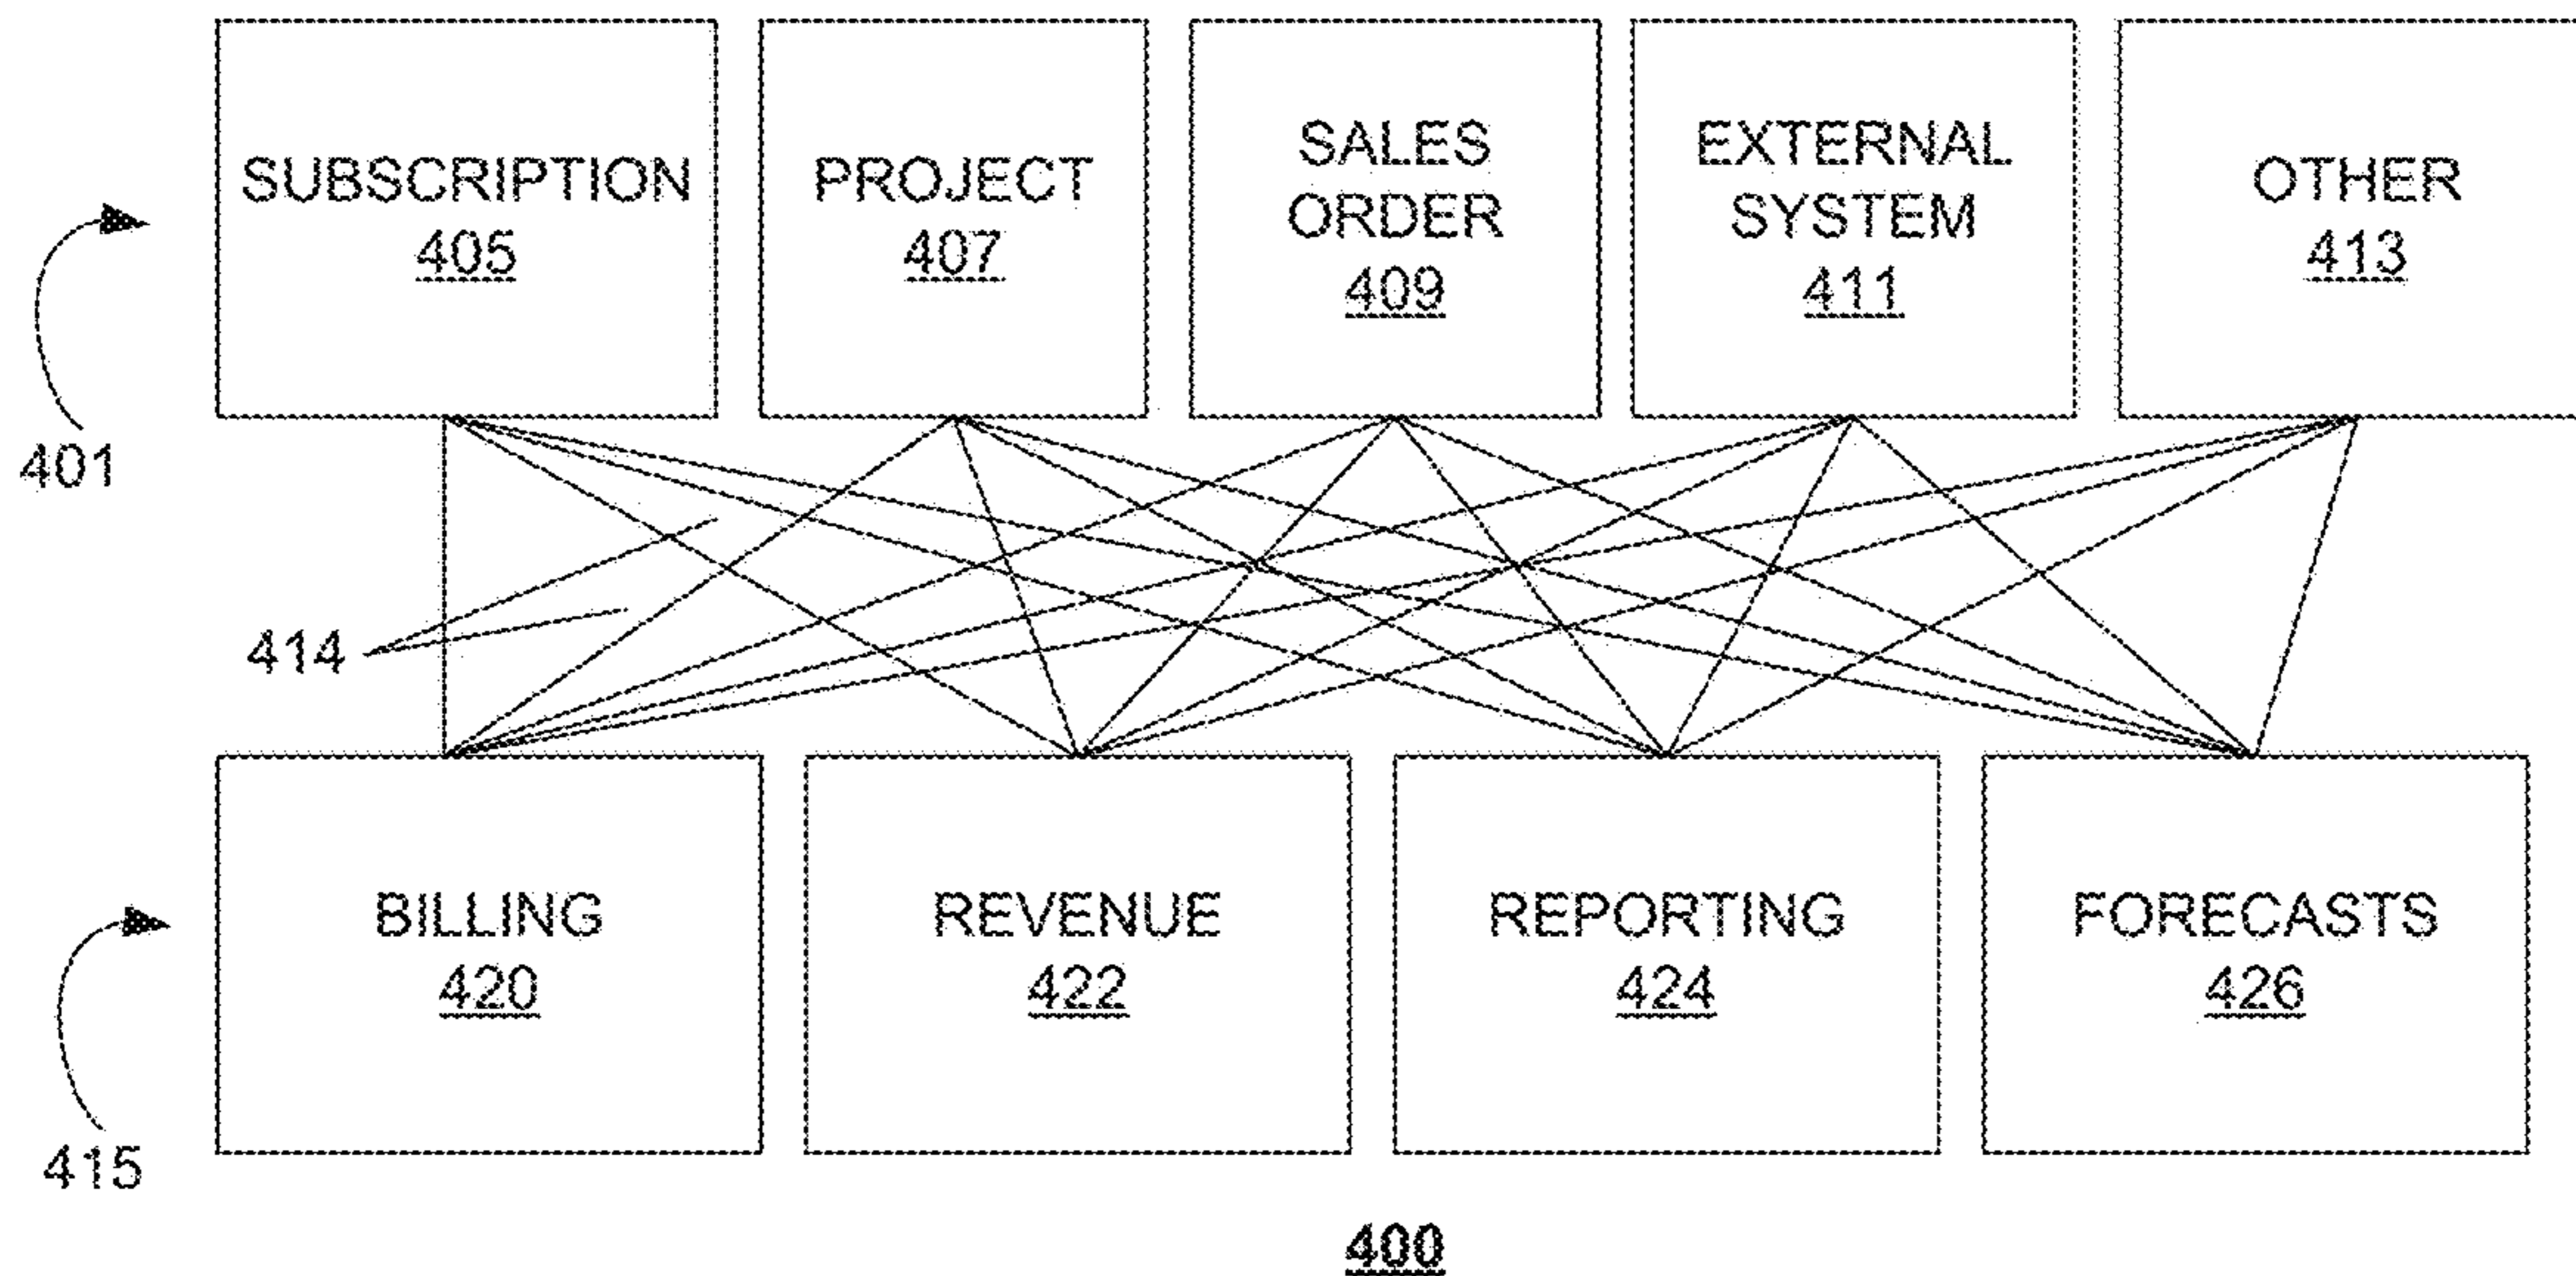 SUBSCRIPTION
405
PROJECT
407
SALES
ORDER
409
EXTERNAL
SYSTEM
411
OTHER
413
401
414
BILLING
420
REVENUE
422
REPORTING
424
FORECASTS
426
415
400